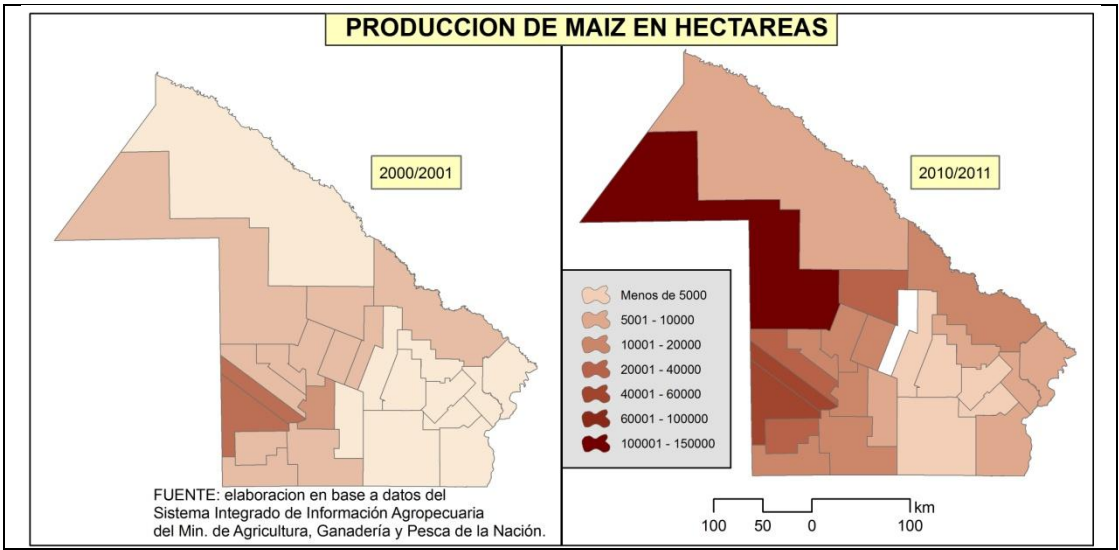 PRODUCCION DE MAIZ EN HECTAREAS
2000/2001
2010/2011
Menos de 5000
5001 - 10000
10001 - 20000
20001 - 40000
40001 - 60000
60001 - 100000
100001 - 150000
FUENTE: elaboracion en base a datos del
Sistema Integrado de Información Agropecuaria
del Min. de Agricultura, Ganadería y Pesca de la Nación.
km
100 50 0 100